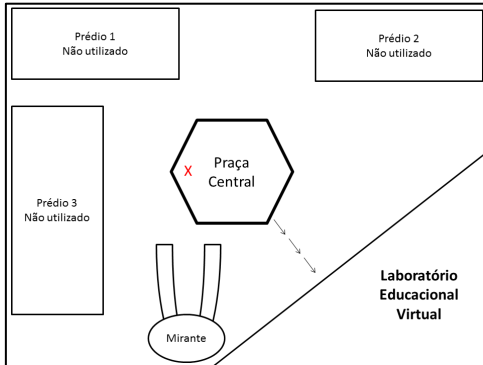 Prédio 1
Não utilizado
Prédio 2
Não utilizado
X
Praça
Central
Prédio 3
Não utilizado
Laboratório
Educacional
Virtual
Mirante